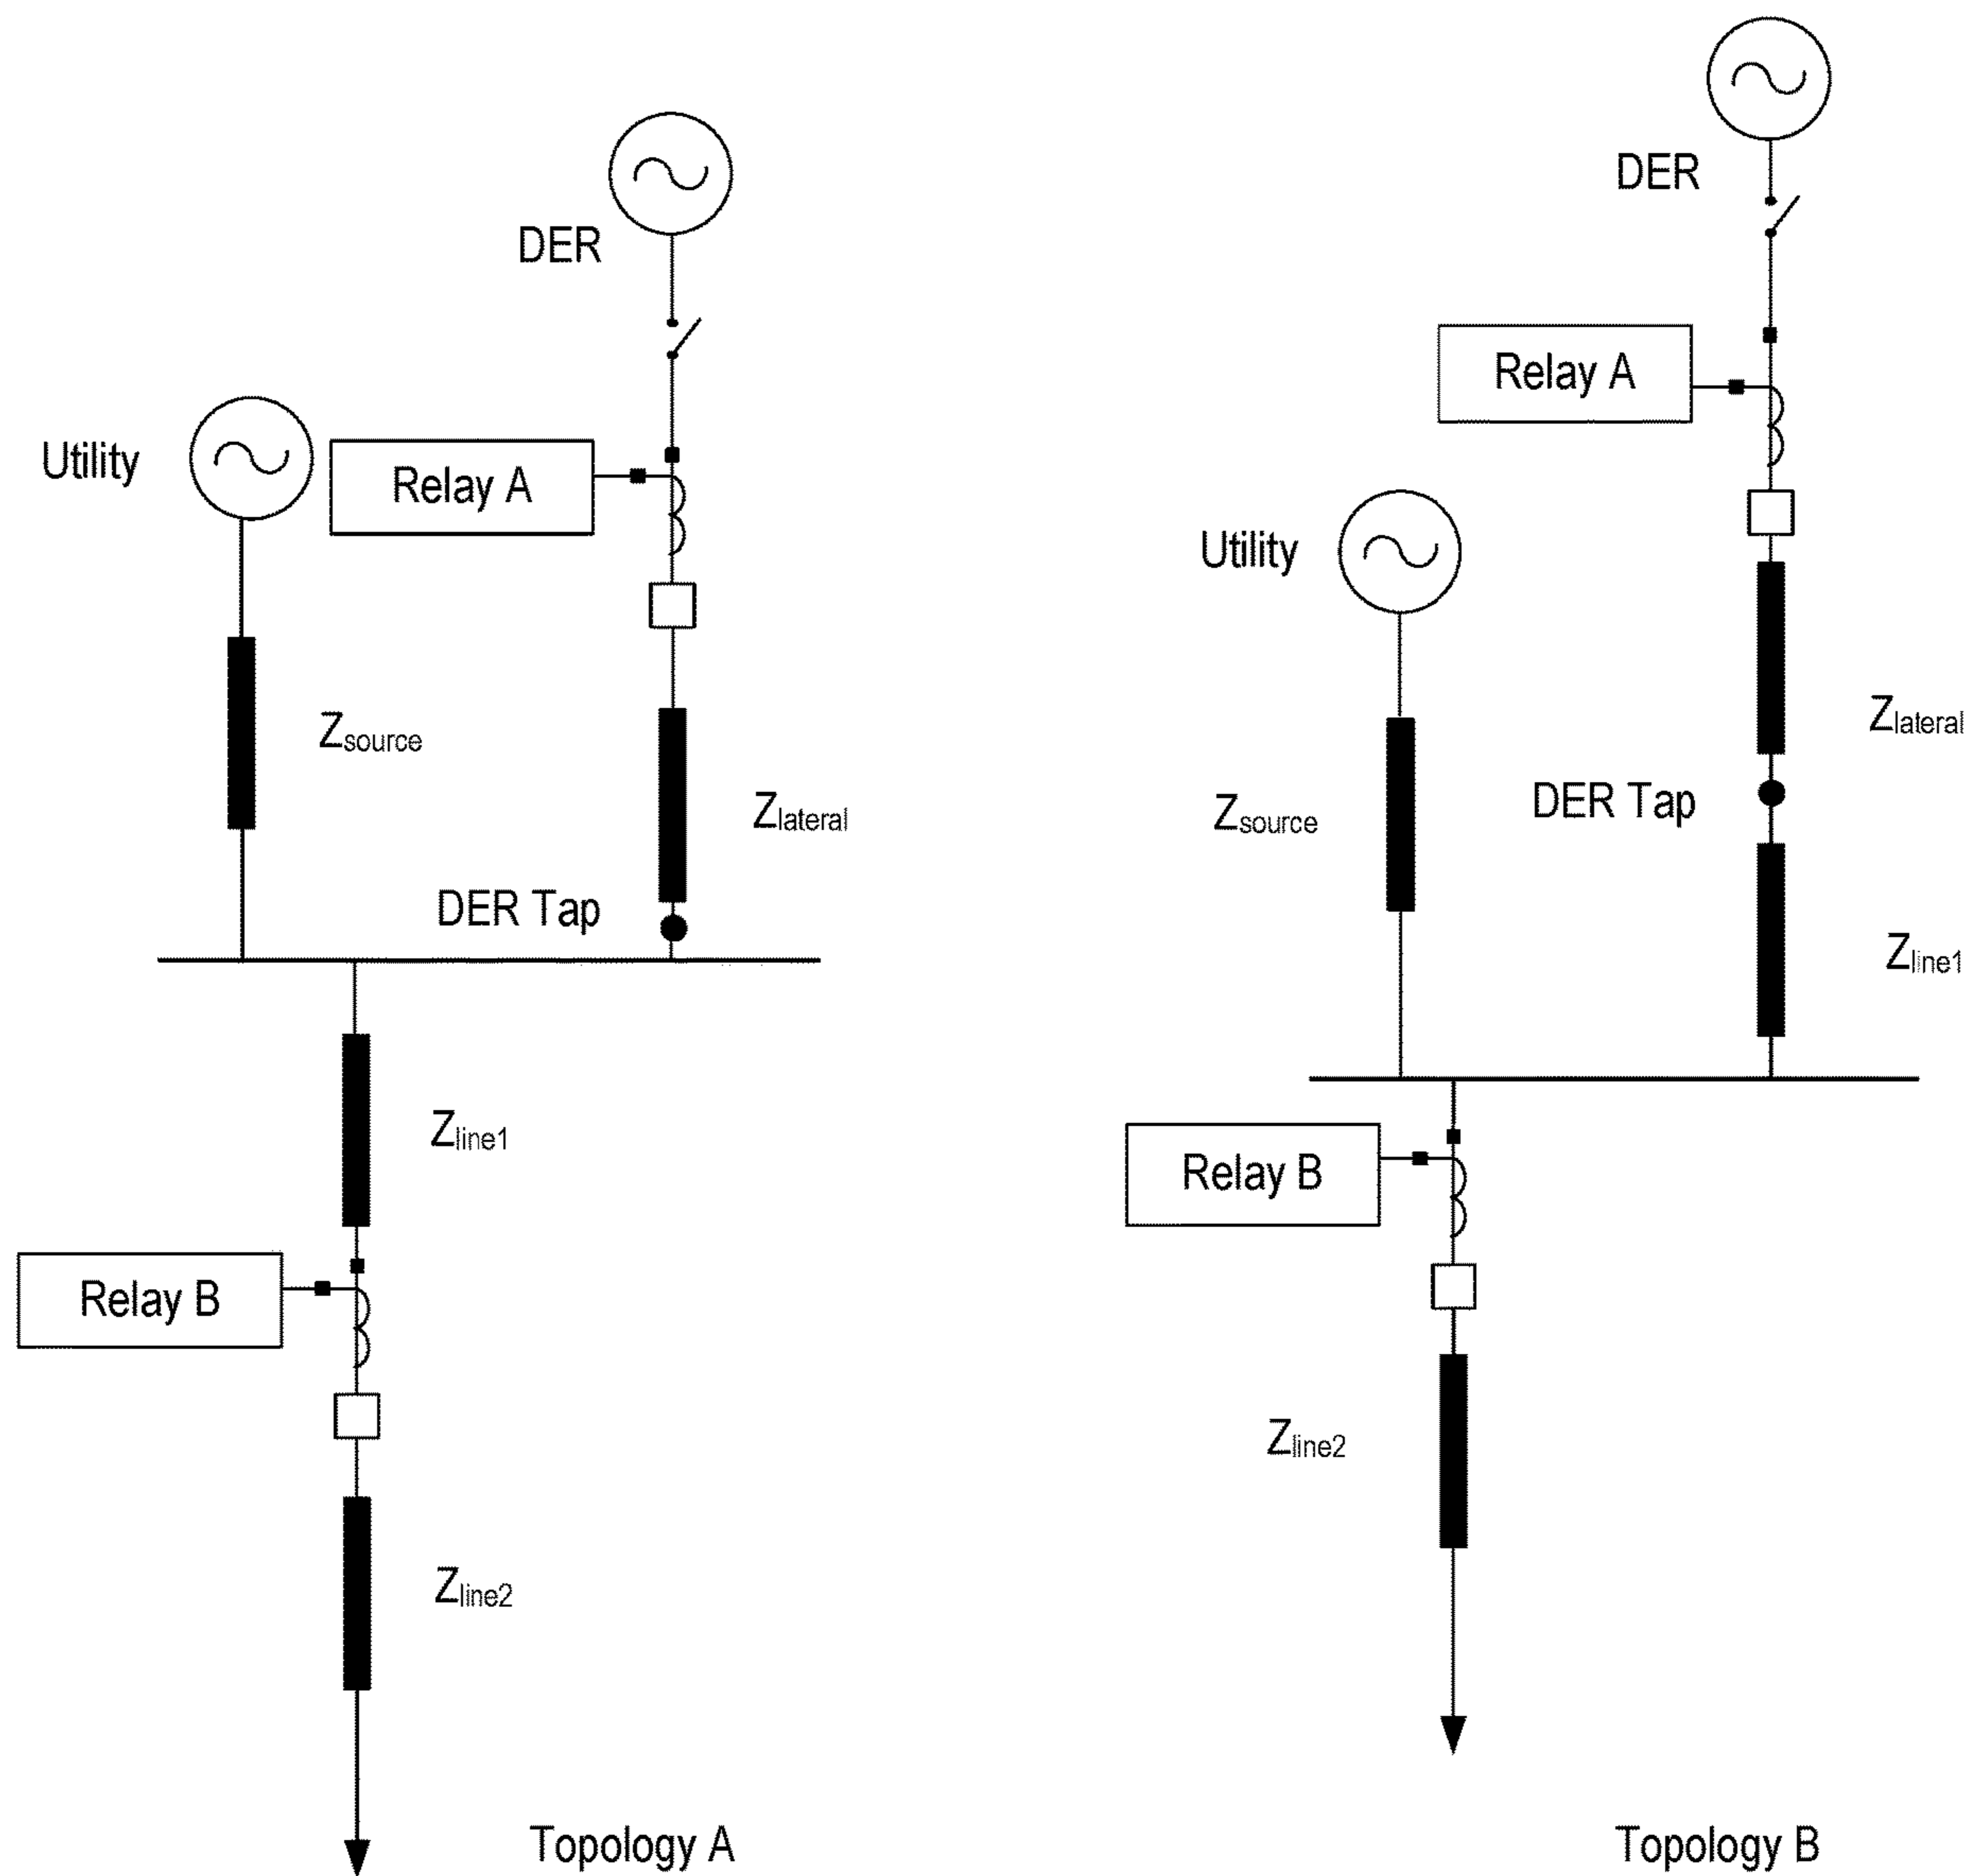 DER
Utility
Relay A
Zsource
Zlateral
DER Tap
Zline1
Relay B
Zline2
Topology A
DER
Relay A
Utility
Zlateral
Zsource
DER Tap
Zline1
Relay B
Zline2
Topology B